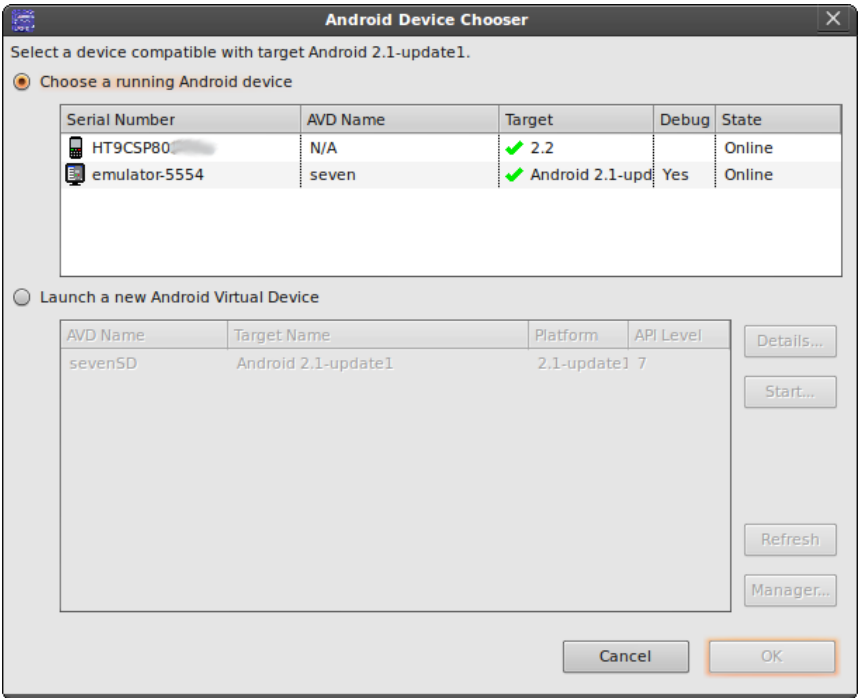 Android Device Chooser
Select a device compatible with target Android 2.1-update1.
Choose a running Android device
Serial Number AVD Name Target Debug State
HT9CSP80 N/A 2.2 Online
emulator-5554 seven Android 2.1-upd Yes Online
Launch a new Android Virtual Device
AVD Name Target Name Platform API Level
Details...
sevenSD Android 2.1-update1 2.1-update1 7
Start...
Refresh
Manager...
Cancel OK